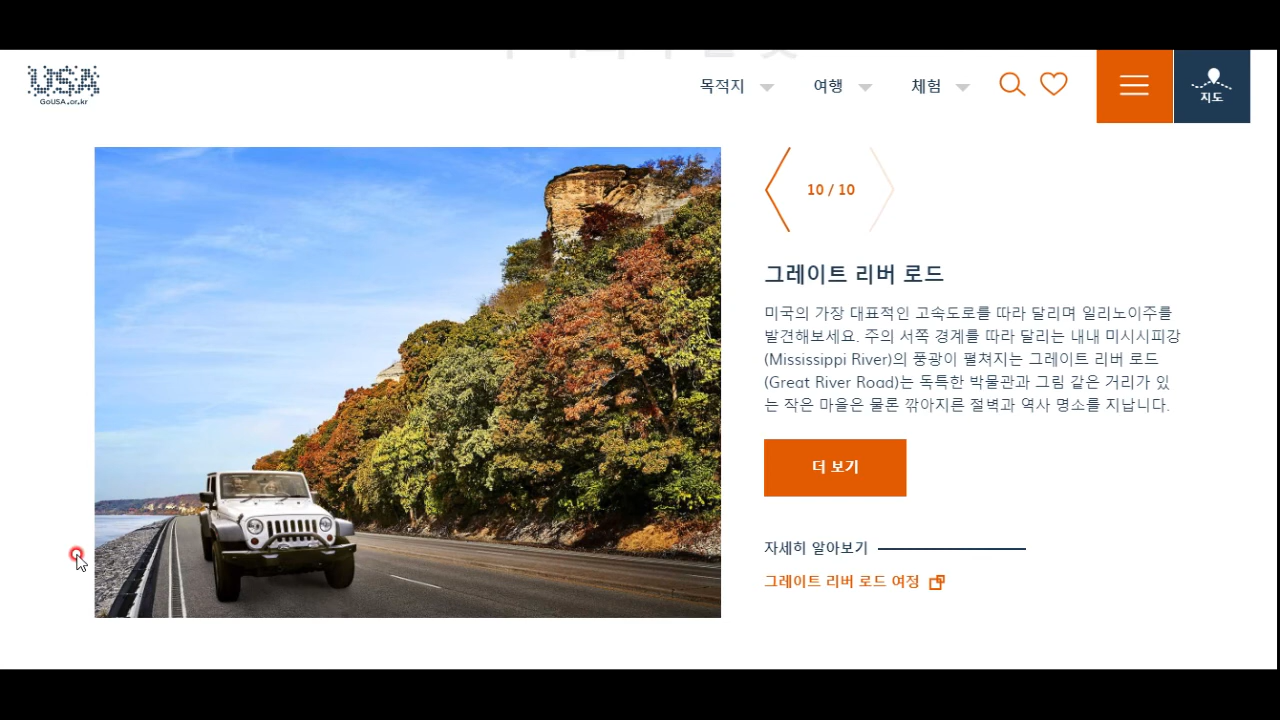 USA
GoUSA.or.kr
목적지
여행
체험
지도
10 / 10
그레이트 리버 로드
미국의 가장 대표적인 고속도로를 따라 달리며 일리노이주를
발견해보세요. 주의 서쪽 경계를 따라 달리는 내내 미시시피강
(Mississippi River)의 풍광이 펼쳐지는 그레이트 리버 로드
(Great River Road)는 독특한 박물관과 그림 같은 거리가 있
는 작은 마을은 물론 깎아지른 절벽과 역사 명소를 지납니다.
더 보기
자세히 알아보기
그레이트 리버 로드 여정